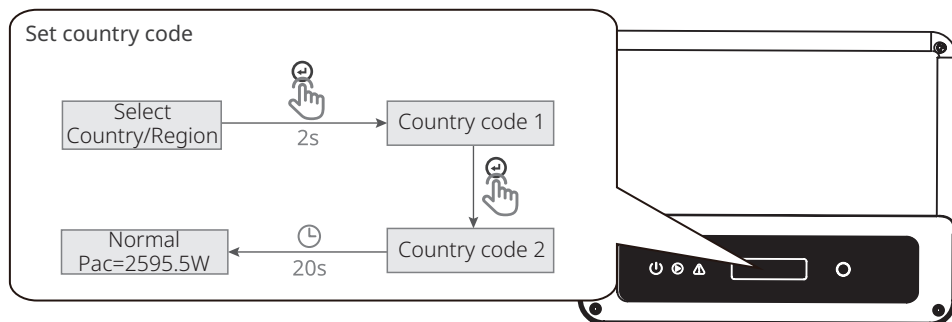 Set country code
Select
Country/Region
2s
Country code 1
Normal
Pac=2595.5W
20s
Country code 2